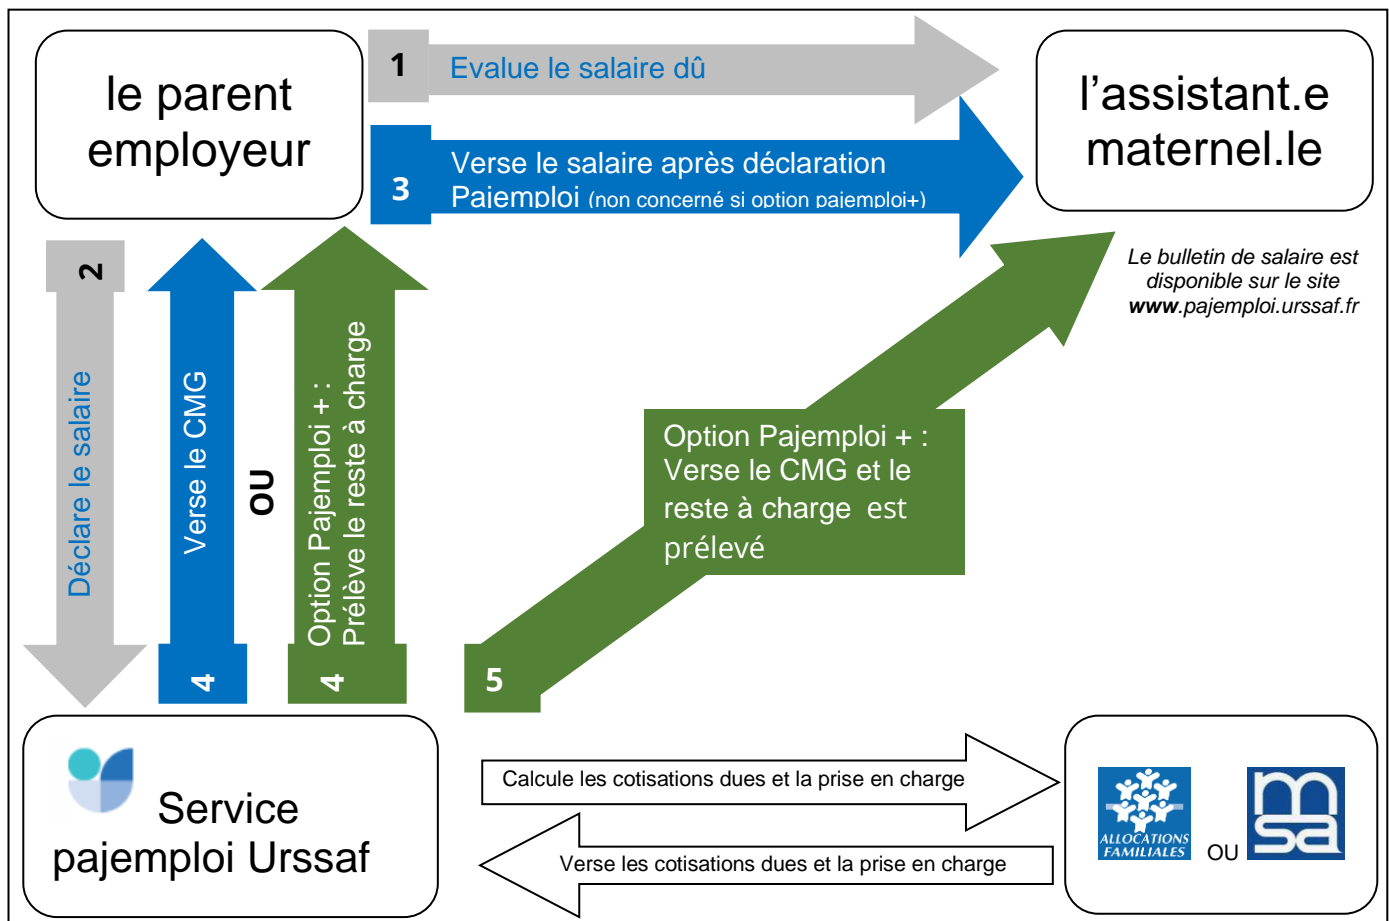 le parent
employeur
1
Evalue le salaire dû
l’assistant.e
maternel.le
3
Verse le salaire après déclaration
Pajemploi (non concerné si option pajemploi+)
Le bulletin de salaire est
disponible sur le site
www.pajemploi.urssaf.fr
2
Déclare le salaire
4
Verse le CMG
OU
4
Option Pajemploi + :
Prélève le reste à charge
5
Option Pajemploi + :
Verse le CMG et le
reste à charge est
prélevé
Service
pajemploi Urssaf
Calcule les cotisations dues et la prise en charge
Verse les cotisations dues et la prise en charge
ALLOCATIONS
FAMILIALES
OU
msa